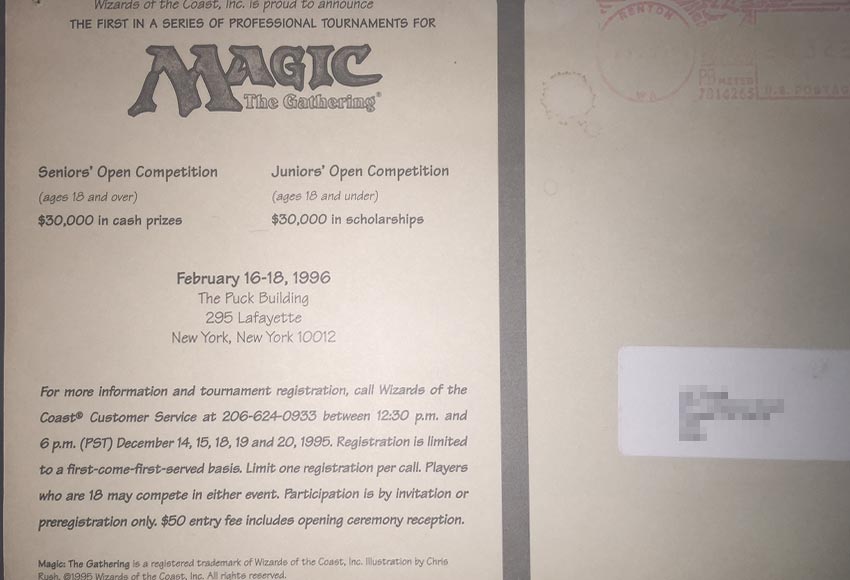 Wizards of the Coast, Inc. is proud to announce
THE FIRST IN A SERIES OF PROFESSIONAL TOURNAMENTS FOR
MAGIC
The Gathering®
Seniors' Open Competition
(ages 18 and over)
$30,000 in cash prizes
Juniors' Open Competition
(ages 18 and under)
$30,000 in scholarships
February 16-18, 1996
The Puck Building
295 Lafayette
New York, New York 10012
For more information and tournament registration, call Wizards of the
Coast® Customer Service at 206-624-0933 between 12:30 p.m. and
6 p.m. (PST) December 14, 15, 18, 19 and 20, 1995. Registration is limited
to a first-come-first-served basis. Limit one registration per call. Players
who are 18 may compete in either event. Participation is by invitation or
preregistration only. $50 entry fee includes opening ceremony reception.
Magic: The Gathering is a registered trademark of Wizards of the Coast, Inc. Illustration by Chris
Rush. ©1995 Wizards of the Coast, Inc. All rights reserved.
RENTON
WA
PB METER
7014265 U.S. POSTAG